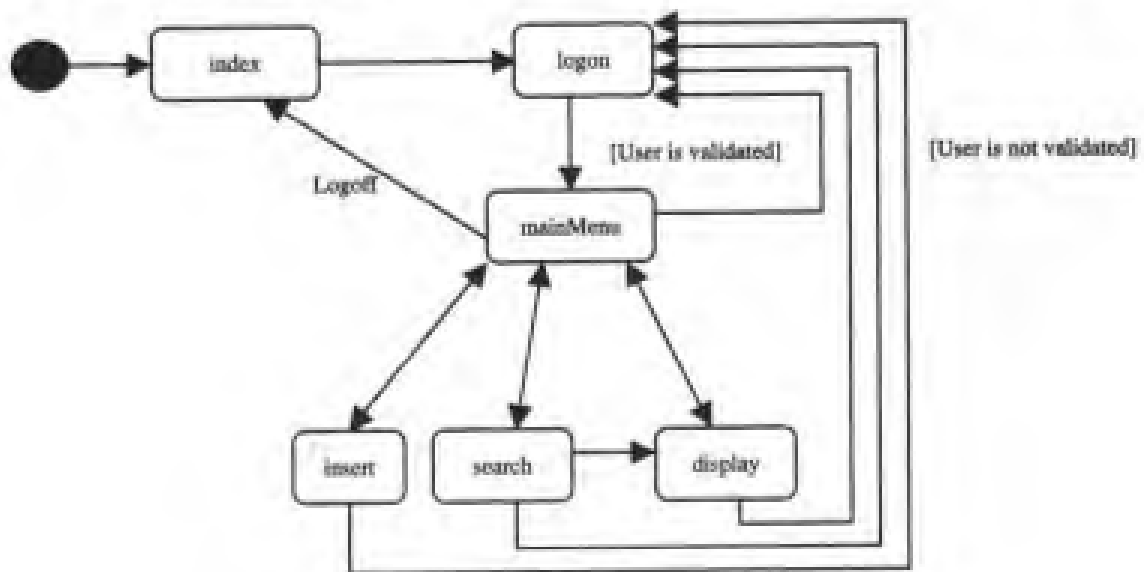 index
logon
[User is validated]
[User is not validated]
Logoff
mainMenu
insert
search
display